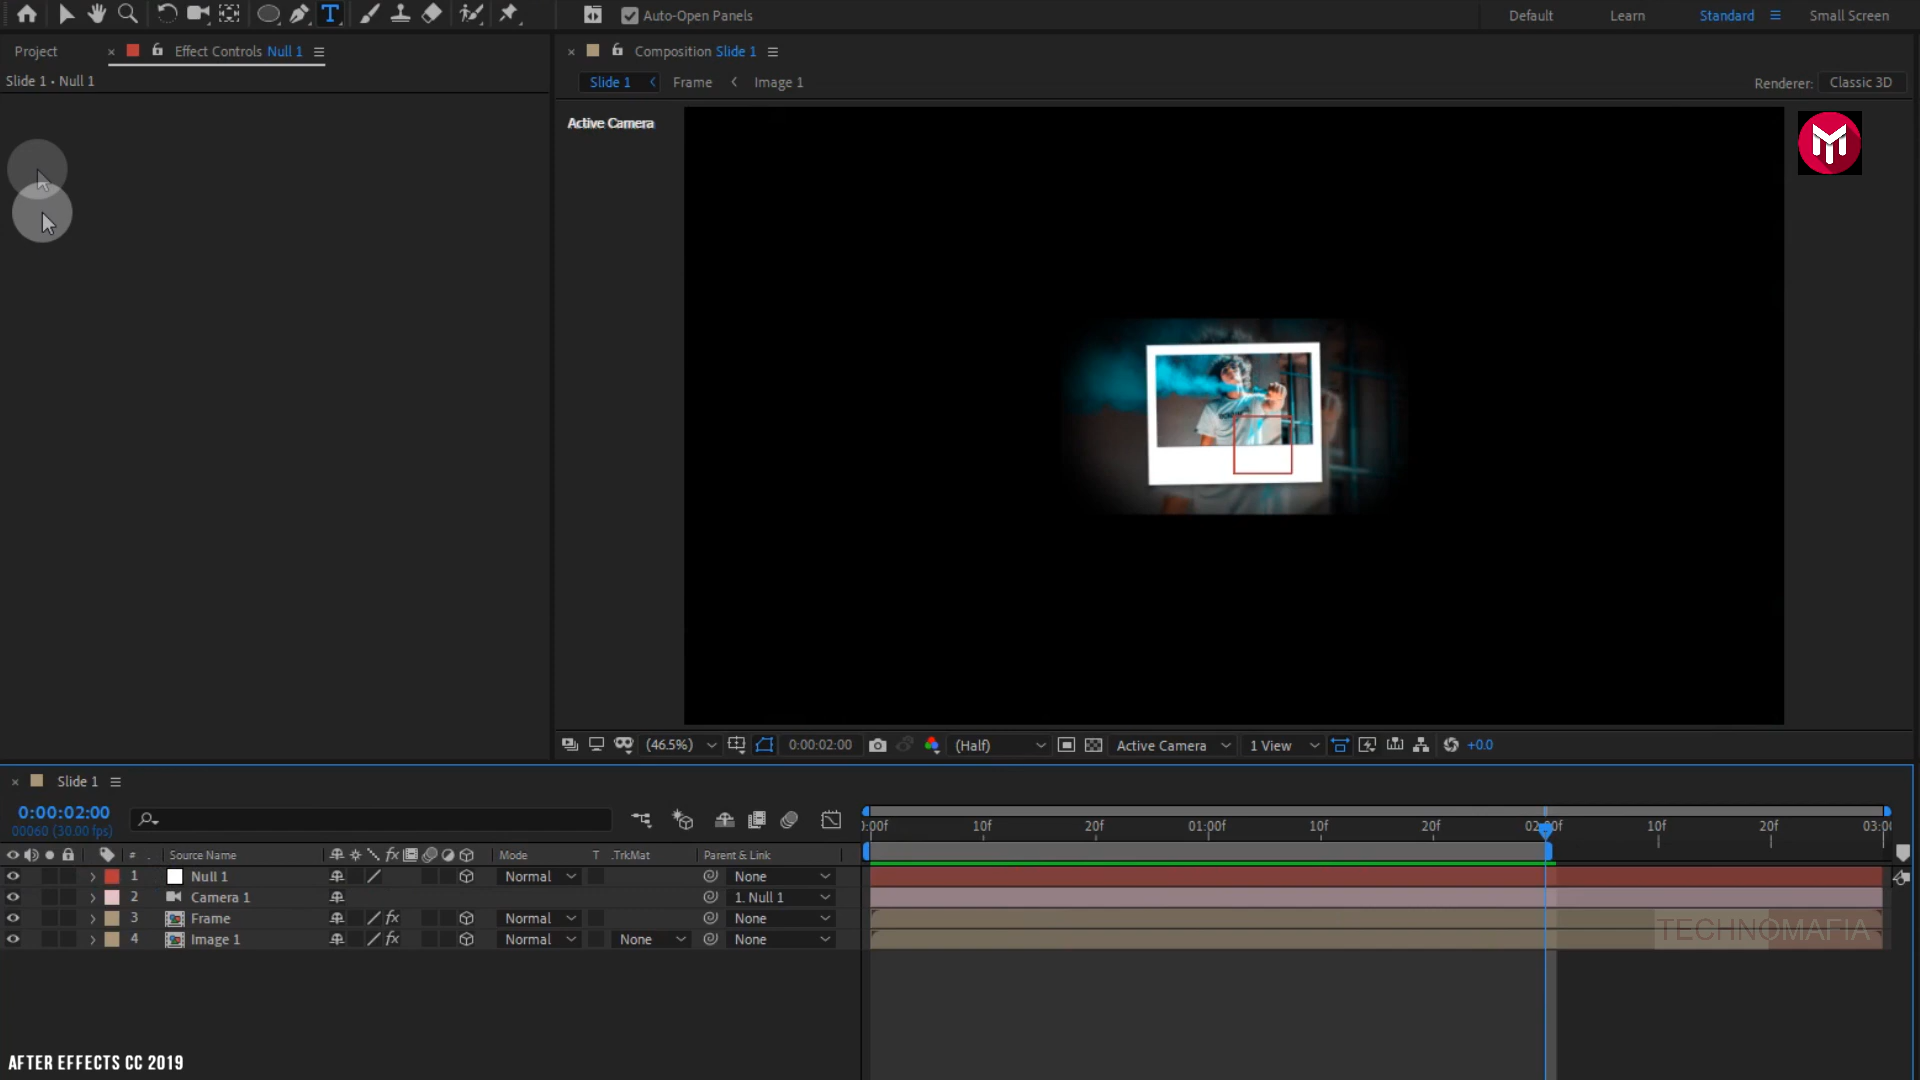 Auto-Open Panels
Default
Learn
Standard
Small Screen
Project
Effect Controls Null 1
Composition Slide 1
Slide 1 • Null 1
Slide 1
Frame
Image 1
Renderer:
Classic 3D
Active Camera
(46.5%)
0:00:02:00
(Half)
Active Camera
1 View
+0.0
Slide 1
0:00:02:00
00060 (30.00 fps)
10f
20f
01:00f
10f
20f
10f
20f
# Source Name
Mode
T .TrkMat
Parent & Link
1 Null 1 Normal None
2 Camera 1 1. Null 1
3 Frame Normal None
4 Image 1 Normal None None
TECHNOMAFIA
AFTER EFFECTS CC 2019